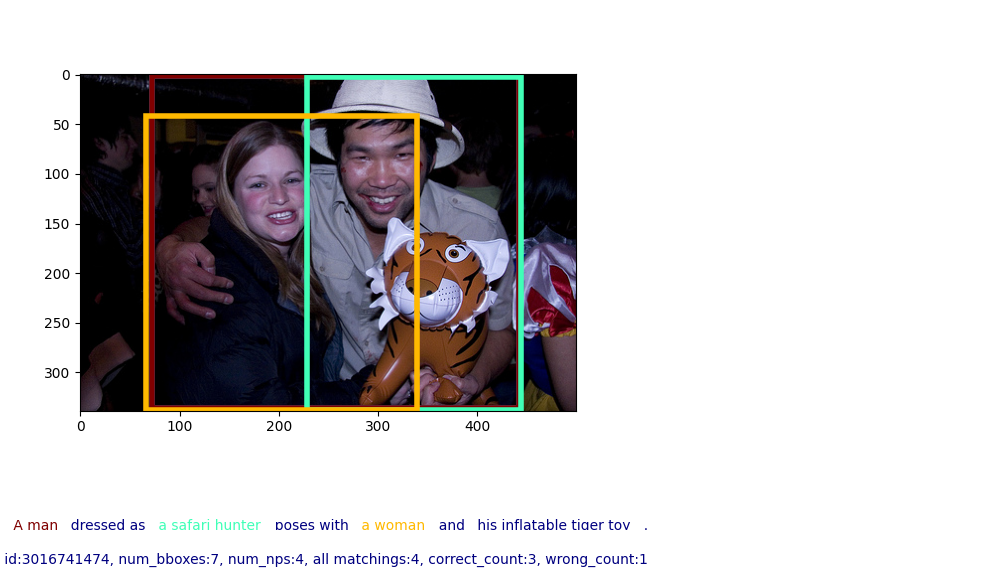 0
50
100
150
200
250
300
0 100 200 300 400
A man dressed as a safari hunter poses with a woman and his inflatable tiger toy .
id:3016741474, num_bboxes:7, num_nps:4, all matchings:4, correct_count:3, wrong_count:1